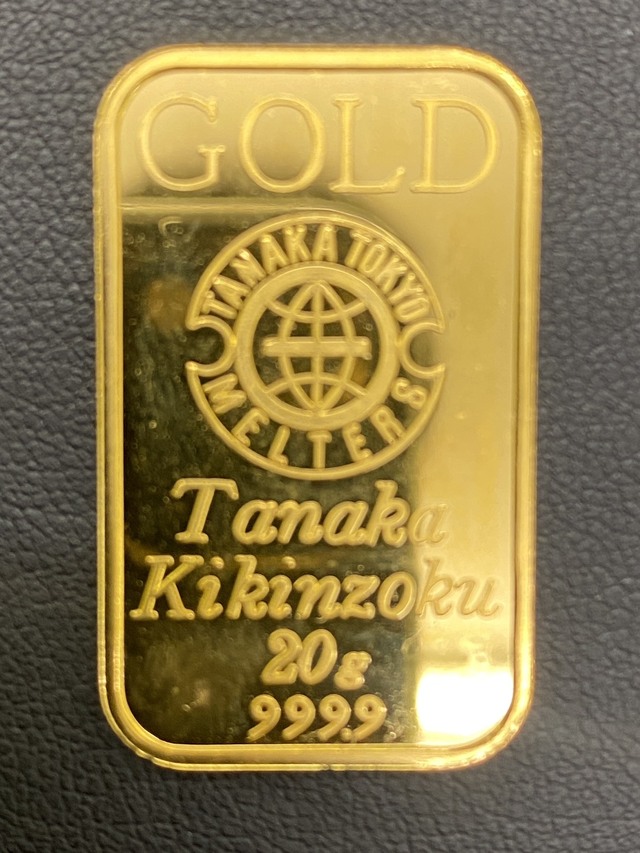 GOLD
TANAKA TOKYO
MELTERS
Tanaka
Kikinzoku
20g
999.9